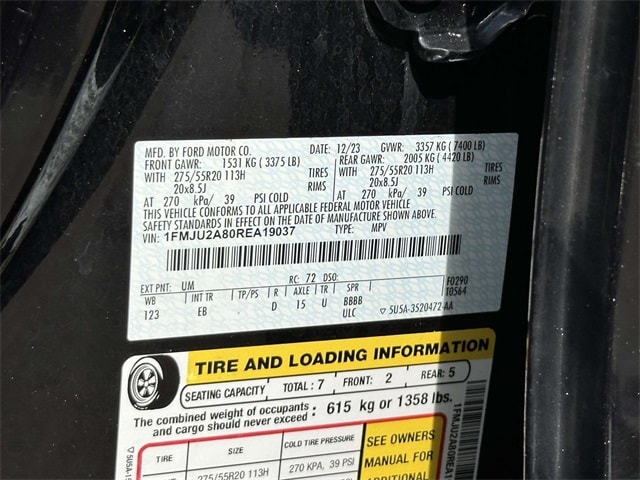 MFD. BY FORD MOTOR CO. DATE: 12/23 GVWR: 3357 KG (7400 LB)
FRONT GAWR: 1531 KG (3375 LB) REAR GAWR: 2005 KG (4420 LB)
WITH 275/55R20 113H TIRES WITH 275/55R20 113H TIRES
20x8.5J RIMS 20x8.5J RIMS
AT 270 kPa/ 39 PSI COLD AT 270 kPa/ 39 PSI COLD
THIS VEHICLE CONFORMS TO ALL APPLICABLE FEDERAL MOTOR VEHICLE
SAFETY STANDARDS IN EFFECT ON THE DATE OF MANUFACTURE SHOWN ABOVE.
VIN: 1FMJU2A80REA19037 TYPE: MPV
EXT PNT: UM RC: 72 DSO: F0290
WB INT TR TP/PS R AXLE TR SPR T0564
123 EB D 15 U BBBB
ULC ▽ 5U5A-3520472-AA
TIRE AND LOADING INFORMATION
SEATING CAPACITY TOTAL: 7 FRONT: 2 REAR: 5
The combined weight of occupants
and cargo should never exceed : 615 kg or 1358 lbs.
TIRE SIZE COLD TIRE PRESSURE SEE OWNERS
MANUAL FOR
275/55R20 113H 270 KPA, 39 PSI ADDITIONAL
▽ 5U5A-15
1FMJU2A80REA1